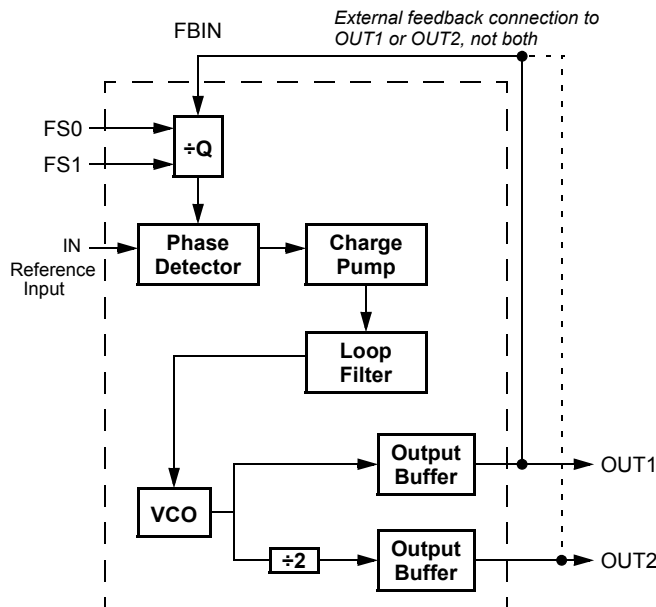 External feedback connection to
OUT1 or OUT2, not both
FBIN
FS0
FS1
÷Q
IN
Reference
Input
Phase
Detector
Charge
Pump
Loop
Filter
Output
Buffer
OUT1
VCO
÷2
Output
Buffer
OUT2